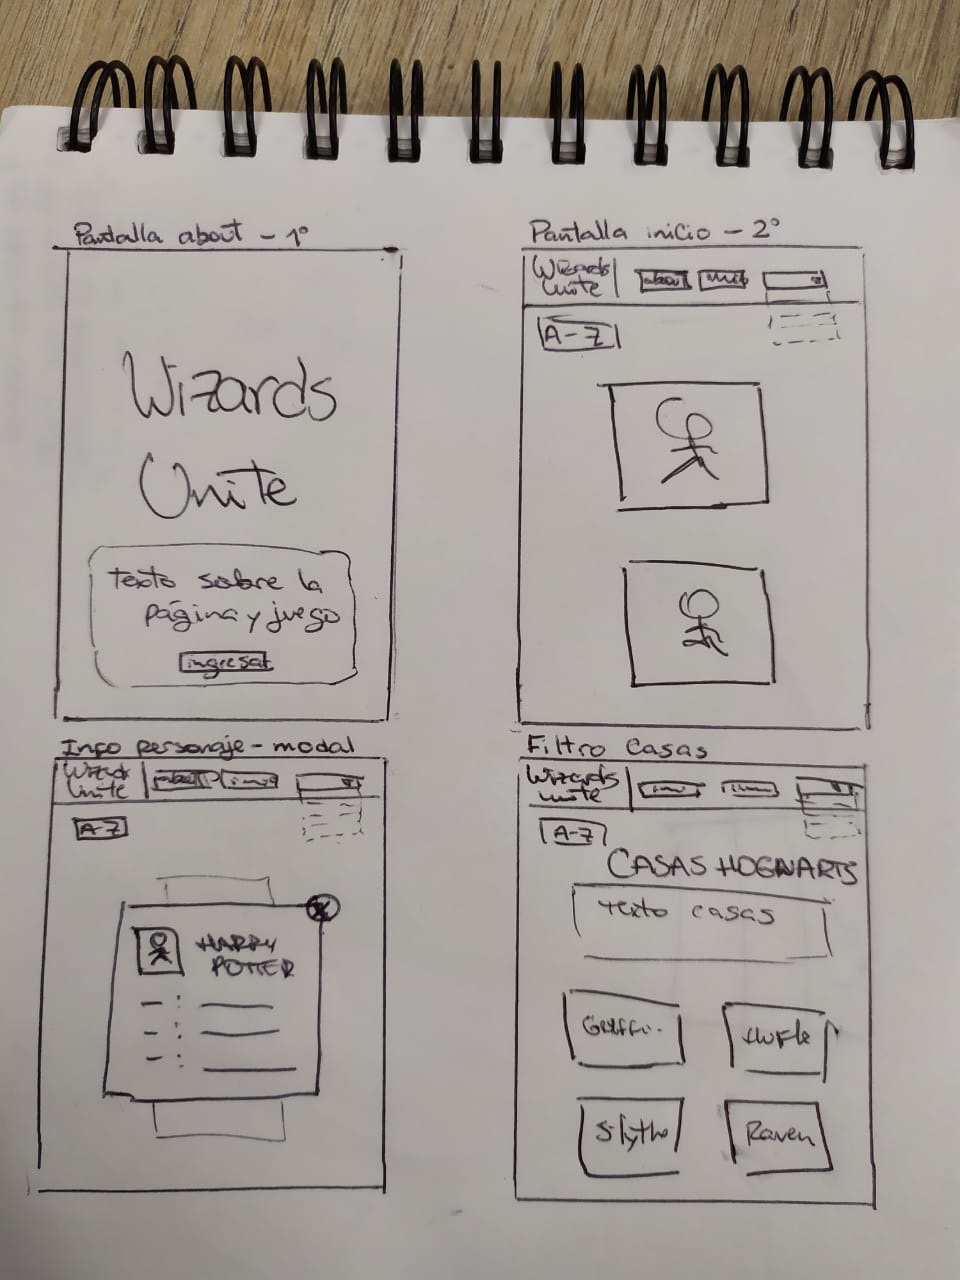 Pantalla about - 1°
Wizards
Unite
texto sobre la
página y juego
ingresar
Pantalla inicio - 2°
Wizards
Unite
about
A-Z
Info personaje - modal
Wizards
Unite
about
A-Z
X
HARRY
POTTER
Filtro Casas
Wizards
Unite
A-Z
CASAS HOGWARTS
texto casas
Gryffi.
Hufle
Slythe
Raven